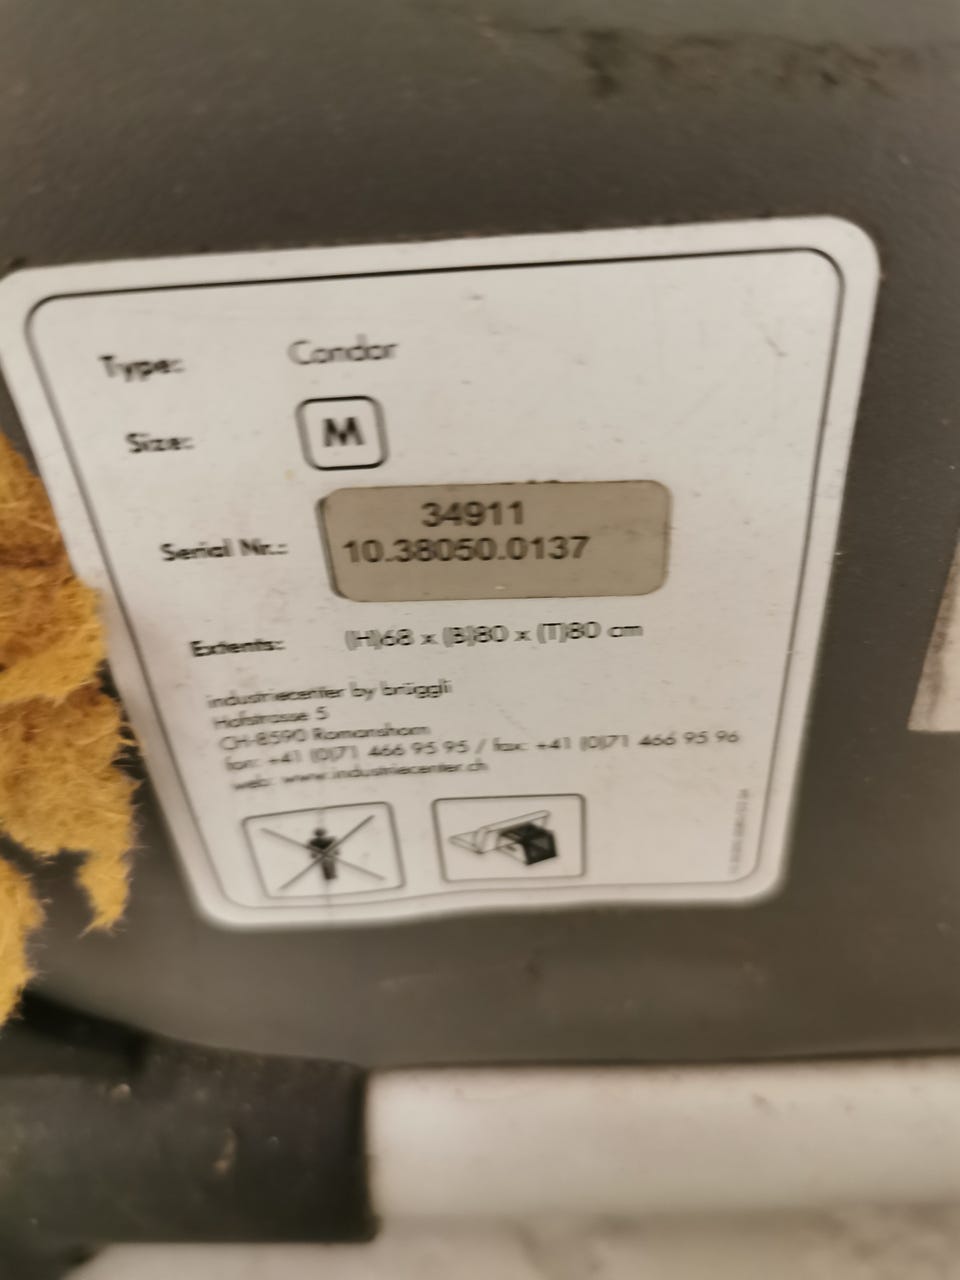 Type: Condor
Size: M
34911
Serial Nr.: 10.38050.0137
Extents: (H)68 x (B)80 x (T)80 cm
industriecenter by brüggli
Hofstrasse 5
CH-8590 Romanshorn
fon: +41 (0)71 466 95 95 / fax: +41 (0)71 466 95 96
web: www.industriecenter.ch